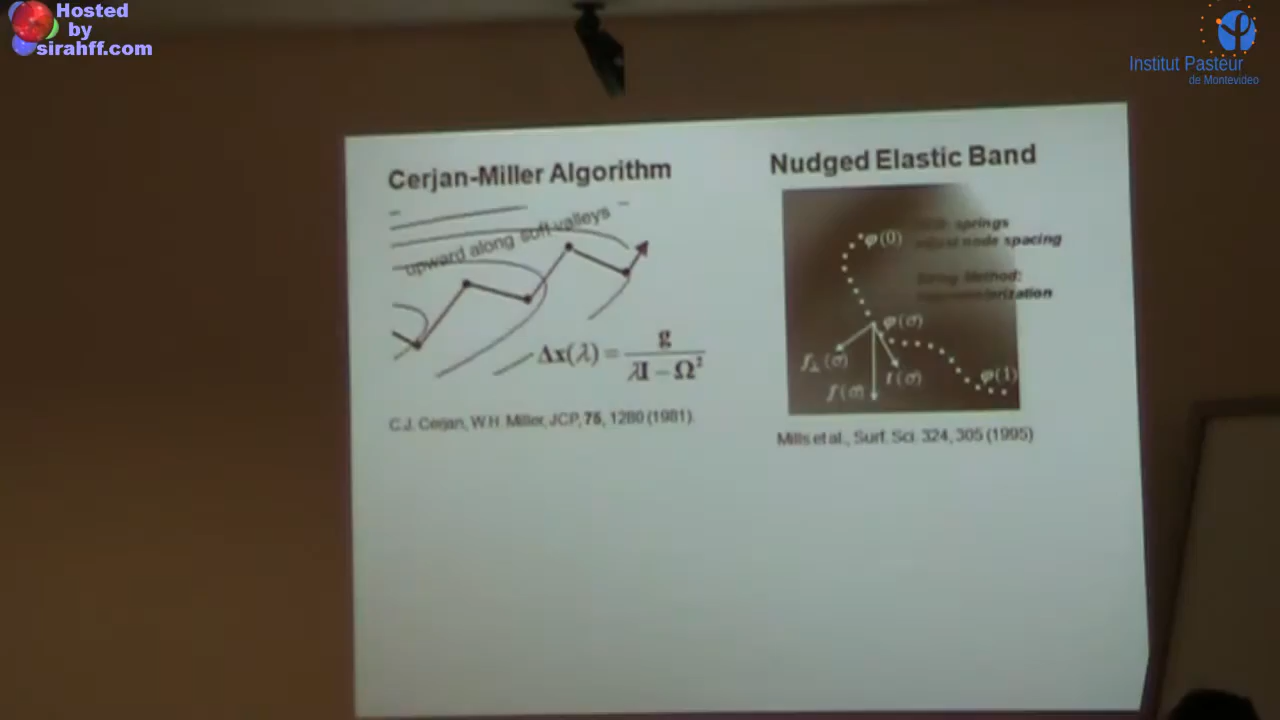 Hosted
by
sirahff.com
Institut Pasteur
de Montevideo
Cerjan-Miller Algorithm
upward along soft valleys
Δx(λ) = g / (λI − Ω²)
C.J. Cerjan, W.H. Miller, JCP, 75, 1280 (1981).
Nudged Elastic Band
φ(0)
springs
adjust node spacing
String Method:
φ(σ)
f⊥(σ)
f(σ)
t(σ)
φ(1)
Mills et al., Surf. Sci. 324, 305 (1995)